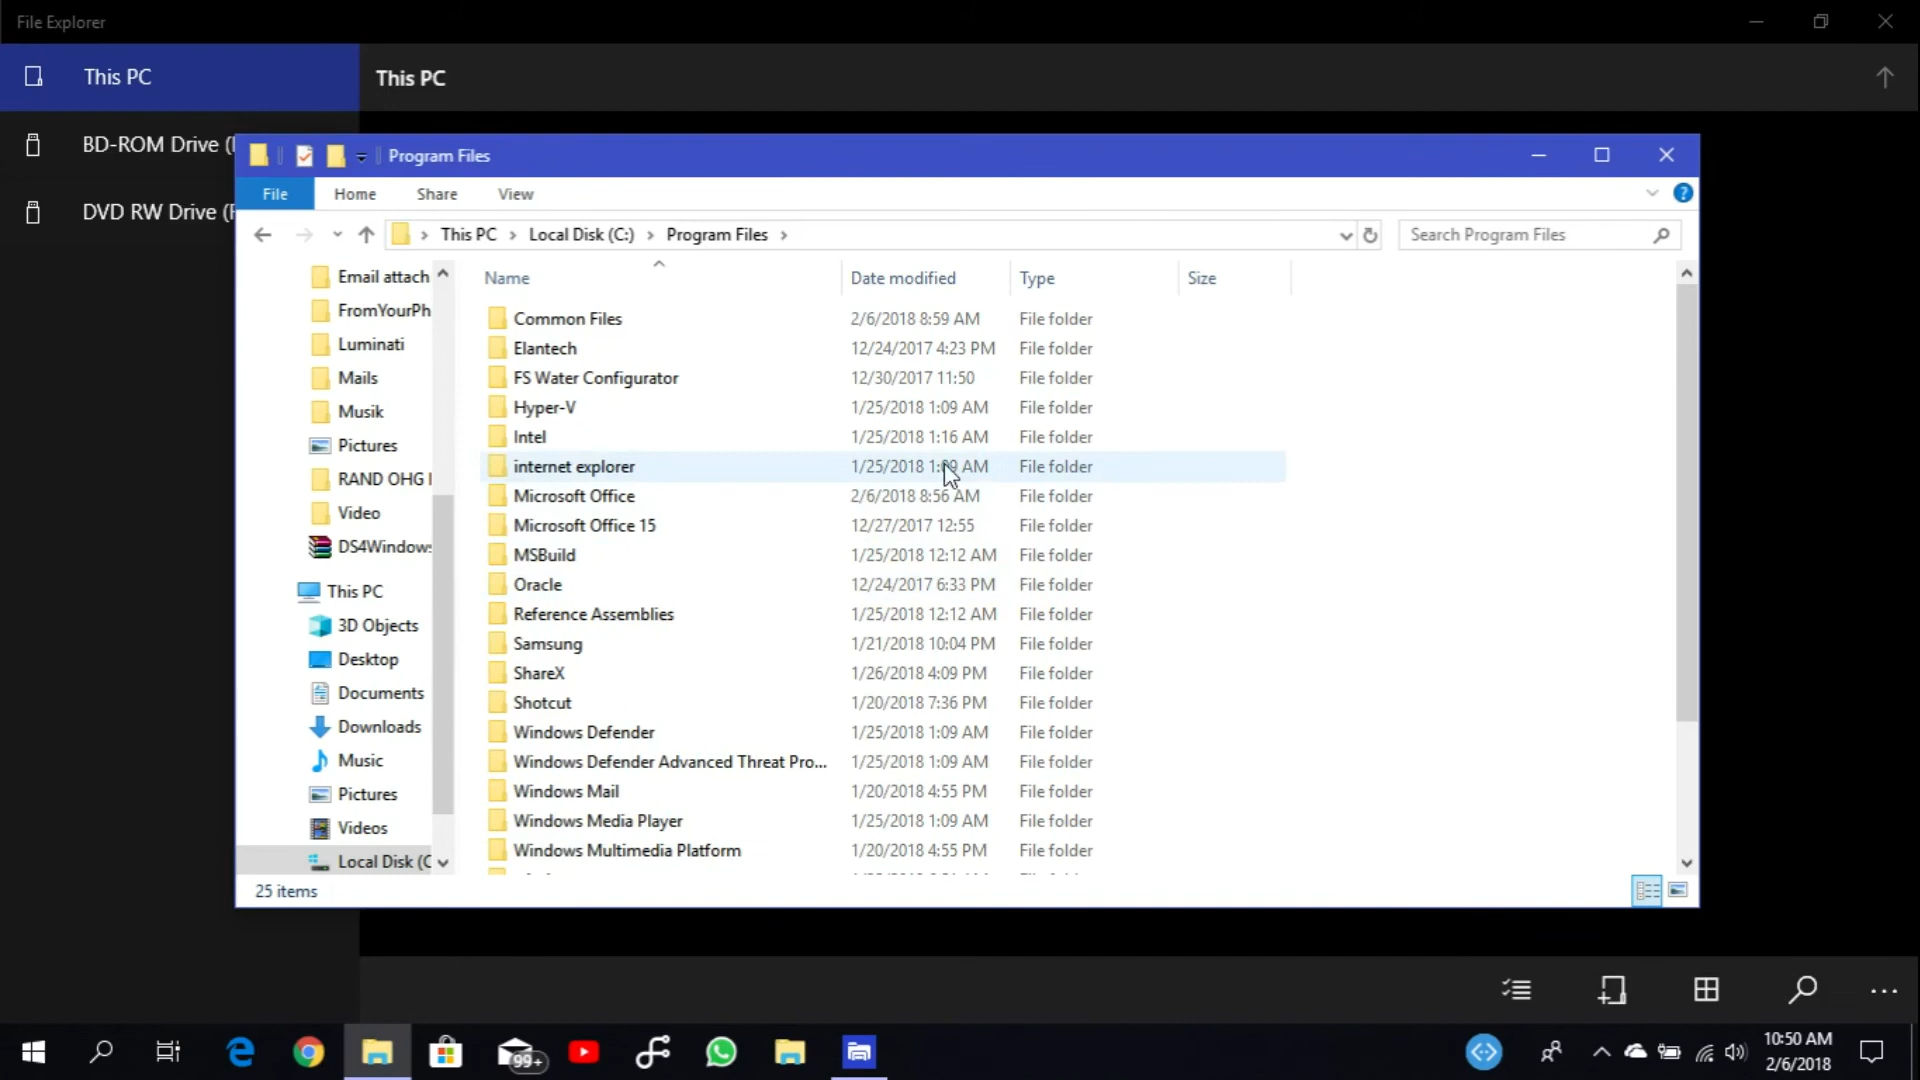 File Explorer
This PC
This PC
BD-ROM Drive (
DVD RW Drive (
Program Files
File Home Share View
This PC > Local Disk (C:) > Program Files >
Search Program Files
Email attach
FromYourPh
Luminati
Mails
Musik
Pictures
RAND OHG
Video
DS4Window
This PC
3D Objects
Desktop
Documents
Downloads
Music
Pictures
Videos
Local Disk (C
Name Date modified Type Size
Common Files 2/6/2018 8:59 AM File folder
Elantech 12/24/2017 4:23 PM File folder
FS Water Configurator 12/30/2017 11:50 File folder
Hyper-V 1/25/2018 1:09 AM File folder
Intel 1/25/2018 1:16 AM File folder
internet explorer 1/25/2018 1:09 AM File folder
Microsoft Office 2/6/2018 8:56 AM File folder
Microsoft Office 15 12/27/2017 12:55 File folder
MSBuild 1/25/2018 12:12 AM File folder
Oracle 12/24/2017 6:33 PM File folder
Reference Assemblies 1/25/2018 12:12 AM File folder
Samsung 1/21/2018 10:04 PM File folder
ShareX 1/26/2018 4:09 PM File folder
Shotcut 1/20/2018 7:36 PM File folder
Windows Defender 1/25/2018 1:09 AM File folder
Windows Defender Advanced Threat Pro... 1/25/2018 1:09 AM File folder
Windows Mail 1/20/2018 4:55 PM File folder
Windows Media Player 1/25/2018 1:09 AM File folder
Windows Multimedia Platform 1/20/2018 4:55 PM File folder
25 items
99+
10:50 AM
2/6/2018